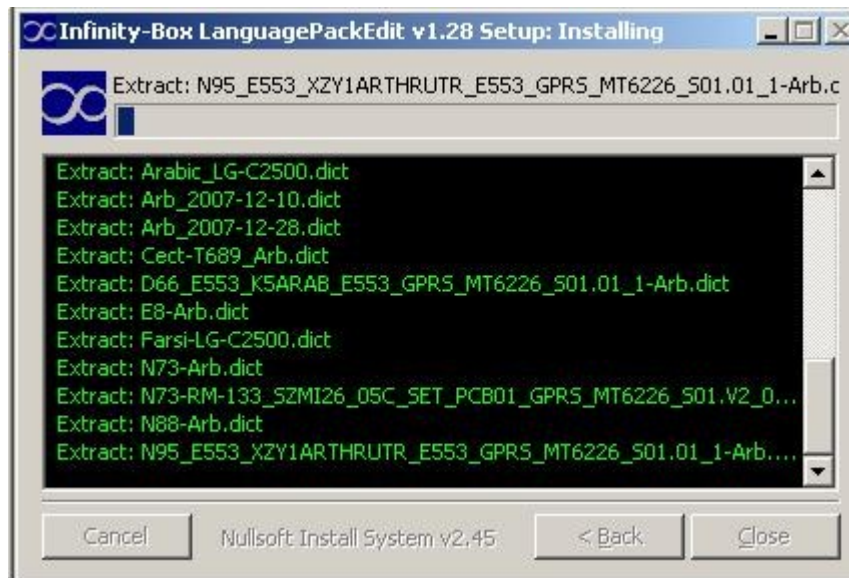 Infinity-Box LanguagePackEdit v1.28 Setup: Installing
Extract: N95_E553_XZY1ARTHRUTR_E553_GPRS_MT6226_S01.01_1-Arb.c
Extract: Arabic_LG-C2500.dict
Extract: Arb_2007-12-10.dict
Extract: Arb_2007-12-28.dict
Extract: Cect-T689_Arb.dict
Extract: D66_E553_K5ARAB_E553_GPRS_MT6226_S01.01_1-Arb.dict
Extract: E8-Arb.dict
Extract: Farsi-LG-C2500.dict
Extract: N73-Arb.dict
Extract: N73-RM-133_SZMI26_05C_SET_PCB01_GPRS_MT6226_S01.V2_0...
Extract: N88-Arb.dict
Extract: N95_E553_XZY1ARTHRUTR_E553_GPRS_MT6226_S01.01_1-Arb....
Cancel Nullsoft Install System v2.45 < Back Close